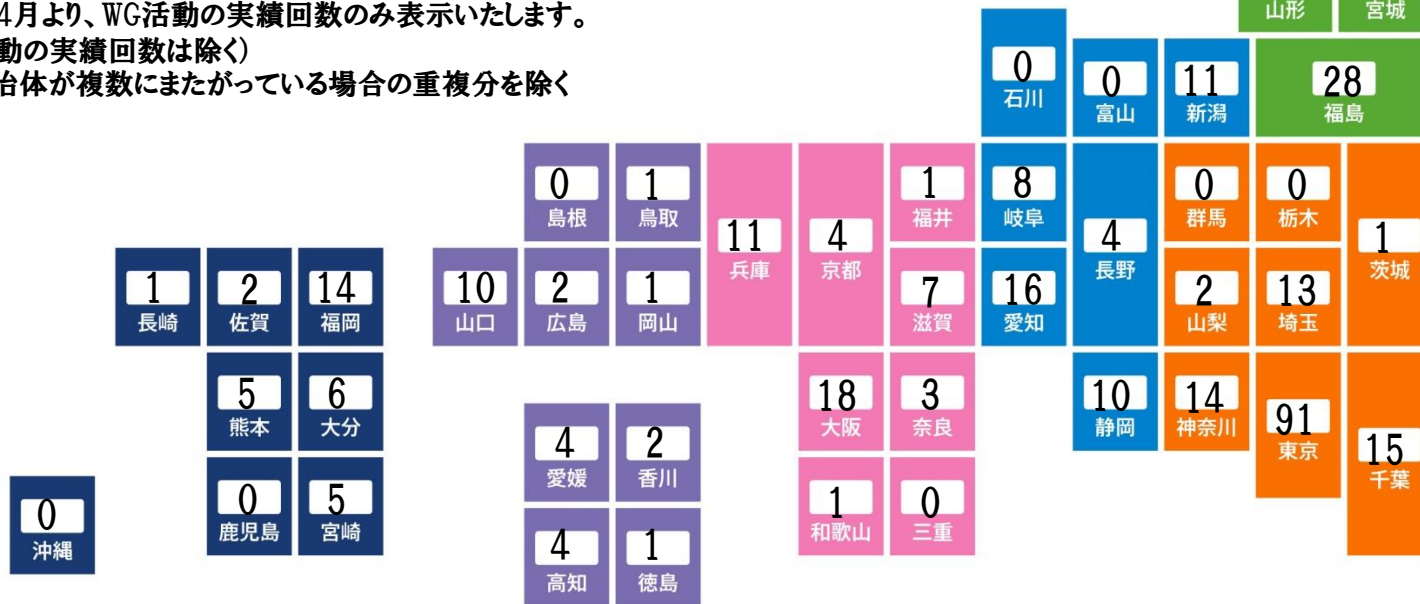 4月より、WG活動の実績回数のみ表示いたします。
動の実績回数は除く)
台体が複数にまたがっている場合の重複分を除く
山形
宮城
0
石川
0
富山
11
新潟
28
福島
0
島根
1
鳥取
11
兵庫
4
京都
1
福井
8
岐阜
4
長野
0
群馬
0
栃木
1
茨城
1
長崎
2
佐賀
14
福岡
10
山口
2
広島
1
岡山
7
滋賀
16
愛知
2
山梨
13
埼玉
5
熊本
6
大分
18
大阪
3
奈良
10
静岡
14
神奈川
91
東京
15
千葉
4
愛媛
2
香川
0
沖縄
0
鹿児島
5
宮崎
1
和歌山
0
三重
4
高知
1
徳島